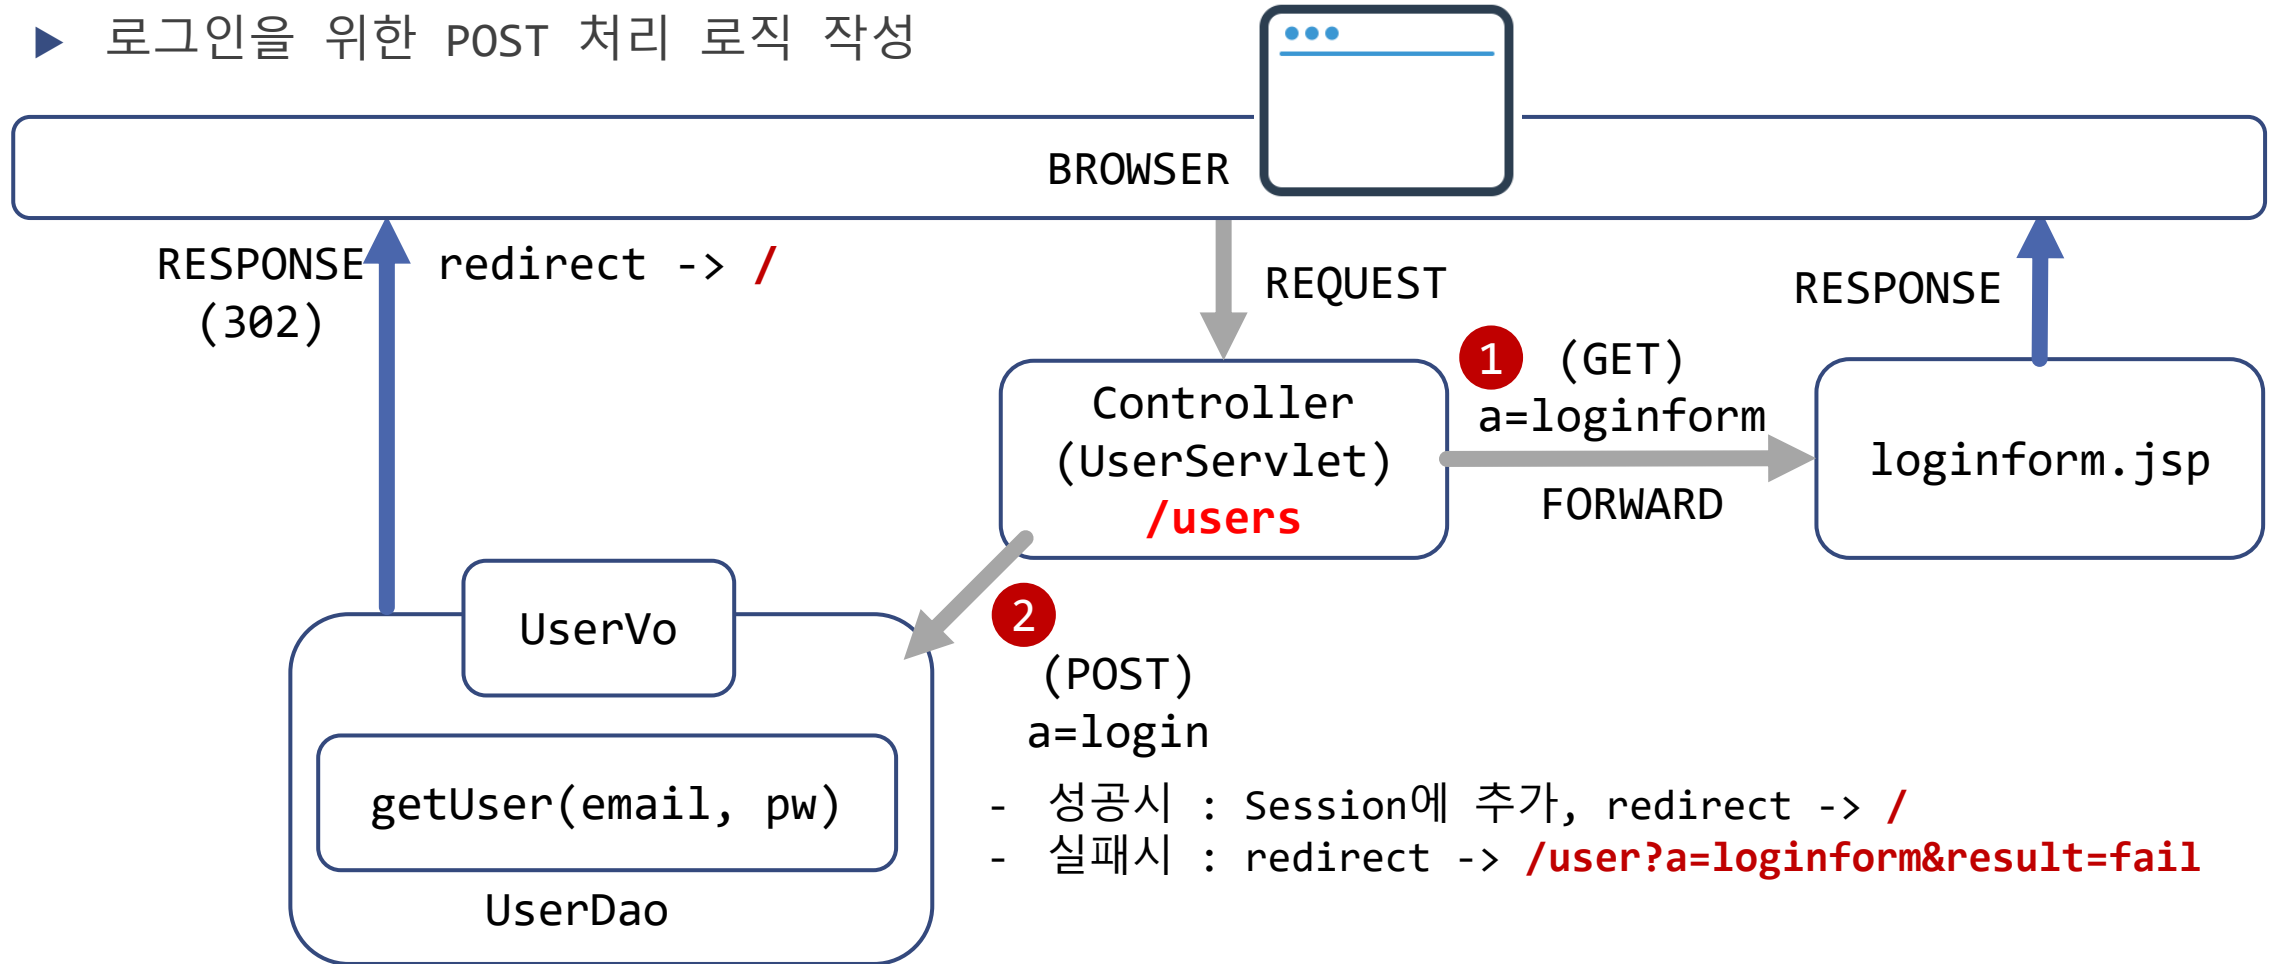 ▶ 로그인을 위한 POST 처리 로직 작성
BROWSER
RESPONSE
(302)
redirect -> /
REQUEST
RESPONSE
1
(GET)
a=loginform
FORWARD
Controller
(UserServlet)
/users
loginform.jsp
2
(POST)
a=login
- 성공시 : Session에 추가, redirect -> /
- 실패시 : redirect -> /user?a=loginform&result=fail
UserVo
getUser(email, pw)
UserDao